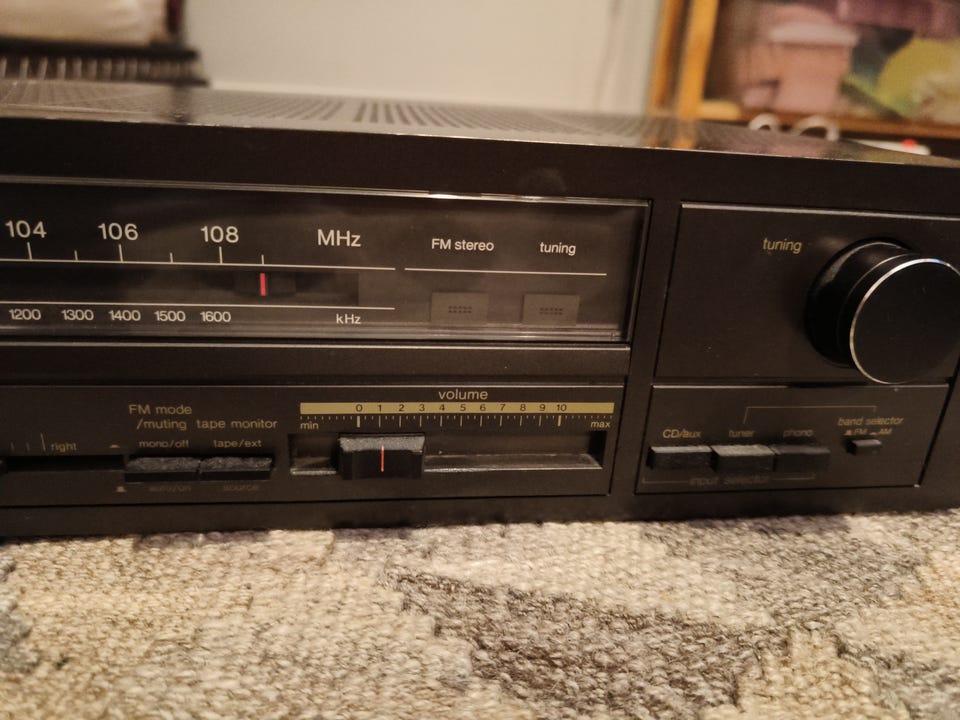 104 106 108 MHz
FM stereo tuning
1200 1300 1400 1500 1600 kHz
tuning
volume
0 1 2 3 4 5 6 7 8 9 10
min max
FM mode
/muting tape monitor
mono/off tape/ext
auto/on source
right
band selector
FM AM
CD/aux tuner phono
input selector